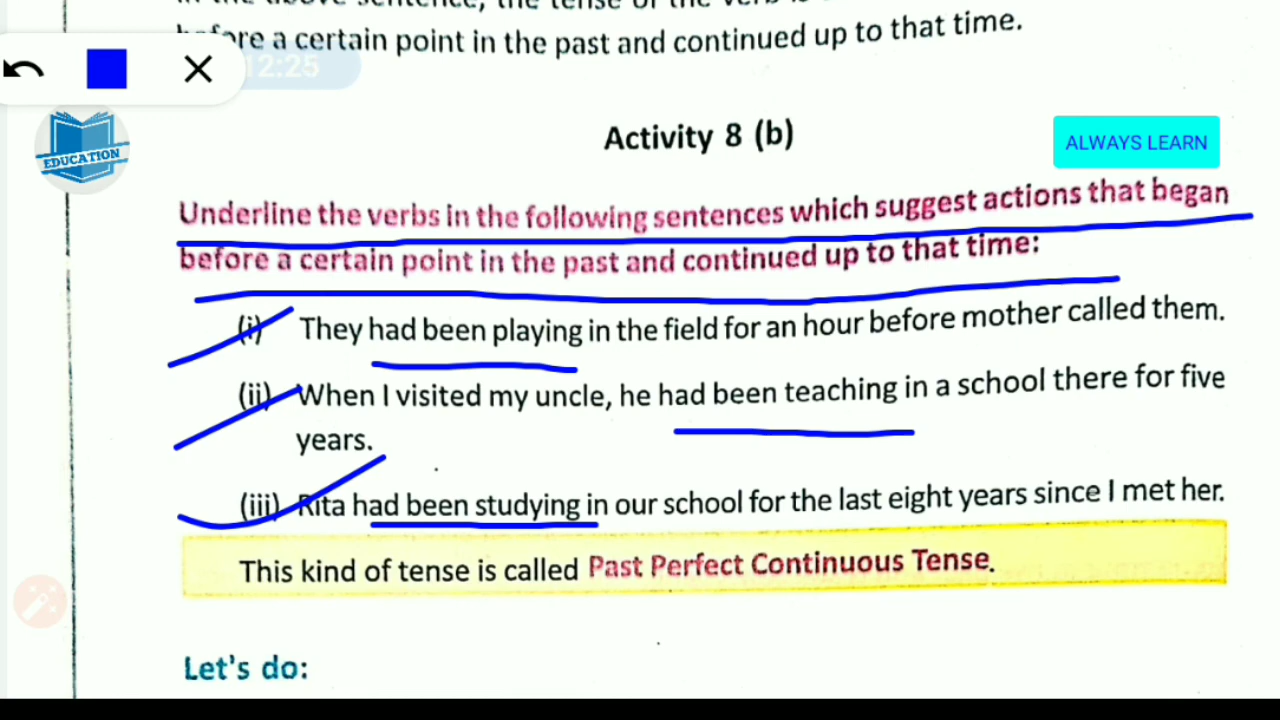 before a certain point in the past and continued up to that time.
12:25
EDUCATION
Activity 8 (b)
ALWAYS LEARN
Underline the verbs in the following sentences which suggest actions that began
before a certain point in the past and continued up to that time:
(i) They had been playing in the field for an hour before mother called them.
(ii) When I visited my uncle, he had been teaching in a school there for five
years.
(iii) Rita had been studying in our school for the last eight years since I met her.
This kind of tense is called Past Perfect Continuous Tense.
Let's do: